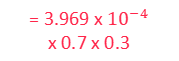 = 3.969 x 10⁻⁴
x 0.7 x 0.3